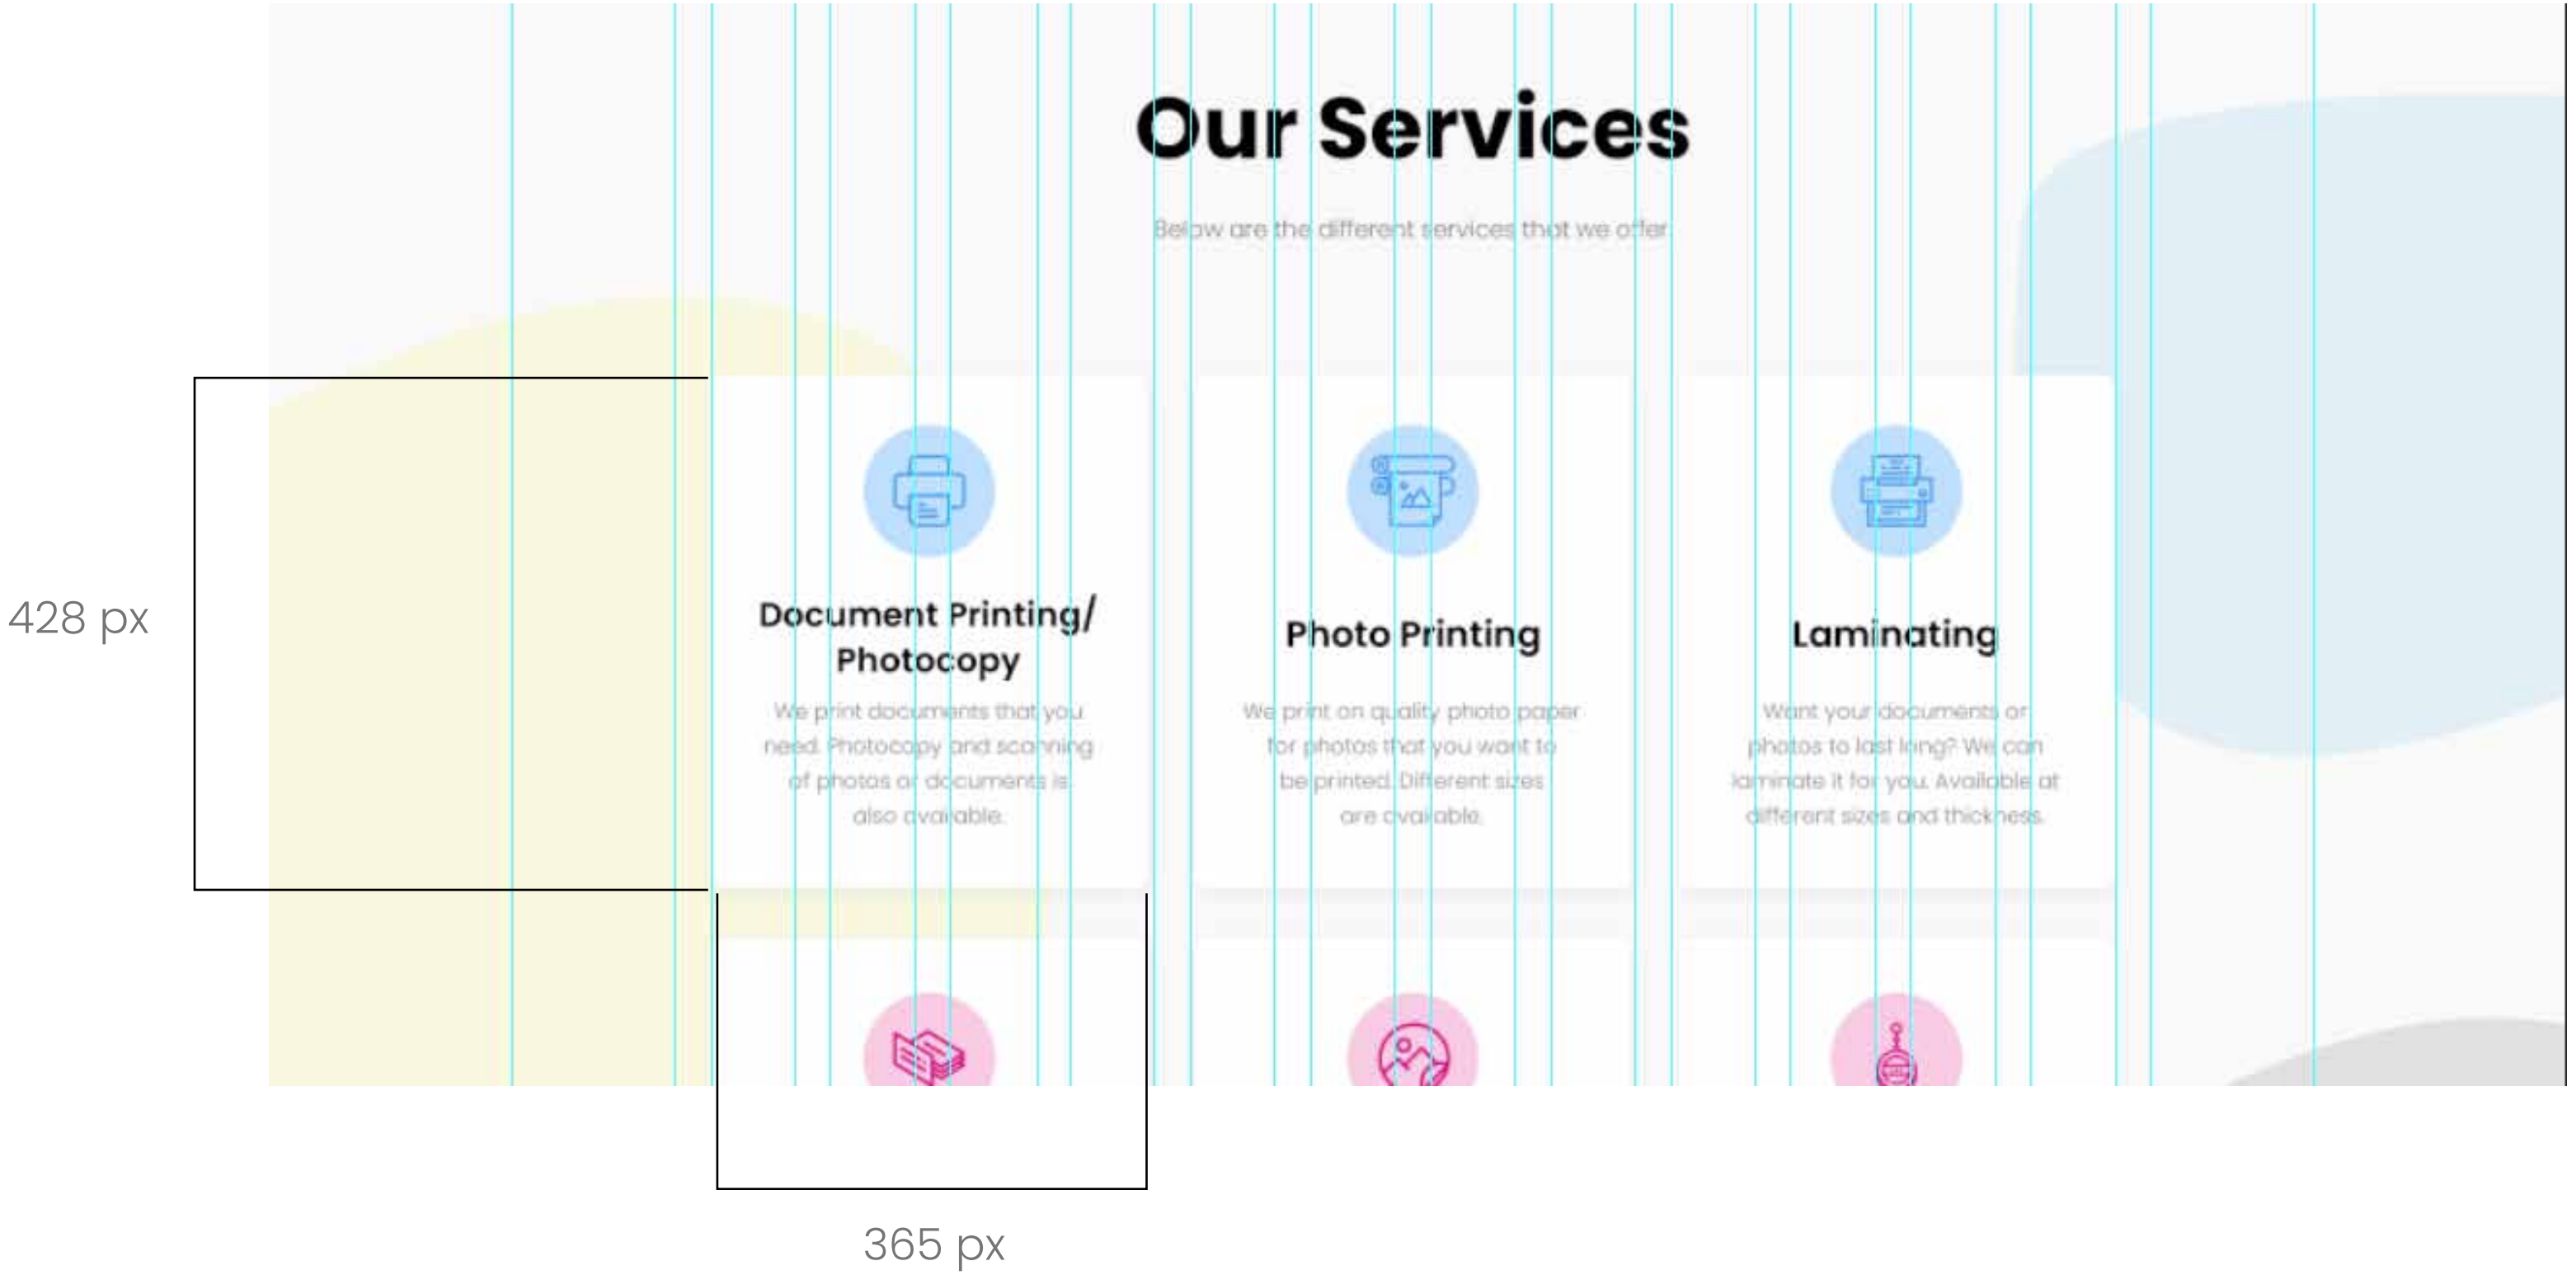 Our Services
Below are the different services that we offer.
428 px
Document Printing/
Photocopy
We print documents that you
need. Photocopy and scanning
of photos or documents is
also available.
Photo Printing
We print on quality photo paper
for photos that you want to
be printed. Different sizes
are available.
Laminating
Want your documents or
photos to last long? We can
laminate it for you. Available at
different sizes and thickness.
365 px